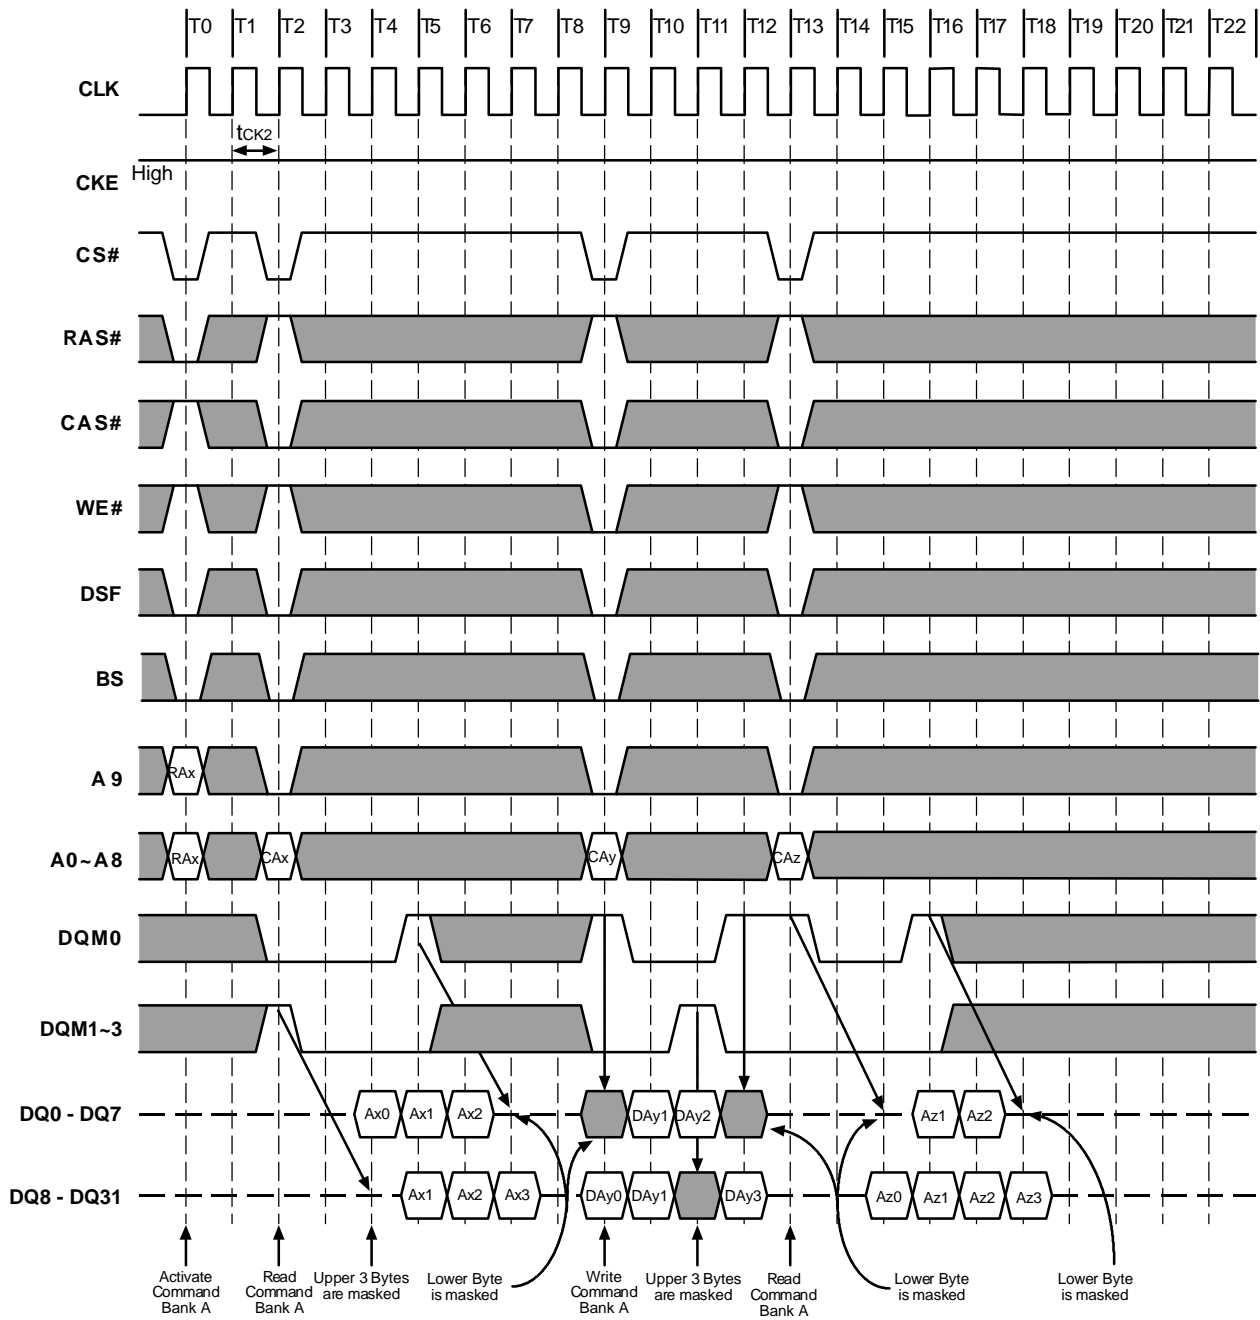 T0 T1 T2 T3 T4 T5 T6 T7 T8 T9 T10 T11 T12 T13 T14 T15 T16 T17 T18 T19 T20 T21 T22
CLK
tCK2
High
CKE
CS#
RAS#
CAS#
WE#
DSF
BS
A9
RAx
A0~A8
RAx CAx CAy CAz
DQM0
DQM1~3
DQ0 - DQ7
Ax0 Ax1 Ax2 DAy1 DAy2 Az1 Az2
DQ8 - DQ31
Ax1 Ax2 Ax3 DAy0 DAy1 DAy3 Az0 Az1 Az2 Az3
Activate
Command
Bank A
Read
Command
Bank A
Upper 3 Bytes
are masked
Lower Byte
is masked
Write
Command
Bank A
Upper 3 Bytes
are masked
Read
Command
Bank A
Lower Byte
is masked
Lower Byte
is masked